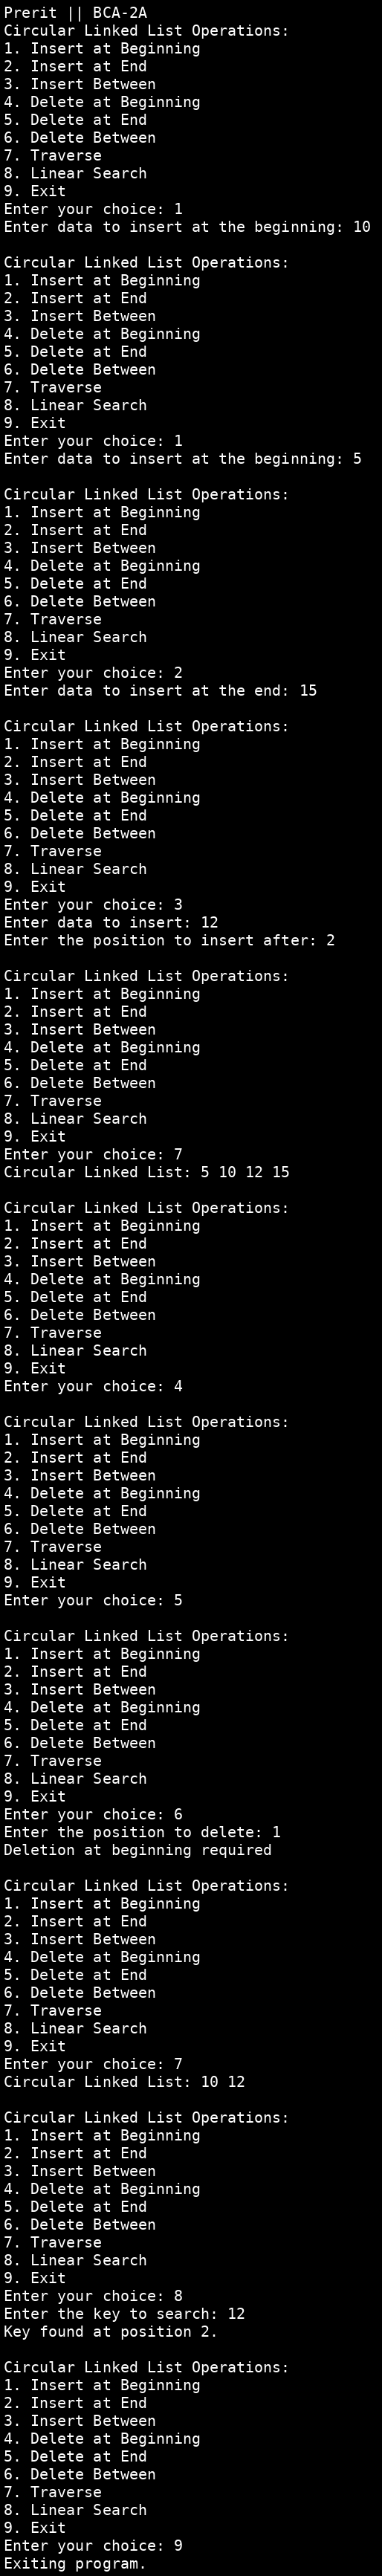 Prerit || BCA-2A
Circular Linked List Operations:
1. Insert at Beginning
2. Insert at End
3. Insert Between
4. Delete at Beginning
5. Delete at End
6. Delete Between
7. Traverse
8. Linear Search
9. Exit
Enter your choice: 1
Enter data to insert at the beginning: 10

Circular Linked List Operations:
1. Insert at Beginning
2. Insert at End
3. Insert Between
4. Delete at Beginning
5. Delete at End
6. Delete Between
7. Traverse
8. Linear Search
9. Exit
Enter your choice: 1
Enter data to insert at the beginning: 5

Circular Linked List Operations:
1. Insert at Beginning
2. Insert at End
3. Insert Between
4. Delete at Beginning
5. Delete at End
6. Delete Between
7. Traverse
8. Linear Search
9. Exit
Enter your choice: 2
Enter data to insert at the end: 15

Circular Linked List Operations:
1. Insert at Beginning
2. Insert at End
3. Insert Between
4. Delete at Beginning
5. Delete at End
6. Delete Between
7. Traverse
8. Linear Search
9. Exit
Enter your choice: 3
Enter data to insert: 12
Enter the position to insert after: 2

Circular Linked List Operations:
1. Insert at Beginning
2. Insert at End
3. Insert Between
4. Delete at Beginning
5. Delete at End
6. Delete Between
7. Traverse
8. Linear Search
9. Exit
Enter your choice: 7
Circular Linked List: 5 10 12 15

Circular Linked List Operations:
1. Insert at Beginning
2. Insert at End
3. Insert Between
4. Delete at Beginning
5. Delete at End
6. Delete Between
7. Traverse
8. Linear Search
9. Exit
Enter your choice: 4

Circular Linked List Operations:
1. Insert at Beginning
2. Insert at End
3. Insert Between
4. Delete at Beginning
5. Delete at End
6. Delete Between
7. Traverse
8. Linear Search
9. Exit
Enter your choice: 5

Circular Linked List Operations:
1. Insert at Beginning
2. Insert at End
3. Insert Between
4. Delete at Beginning
5. Delete at End
6. Delete Between
7. Traverse
8. Linear Search
9. Exit
Enter your choice: 6
Enter the position to delete: 1
Deletion at beginning required

Circular Linked List Operations:
1. Insert at Beginning
2. Insert at End
3. Insert Between
4. Delete at Beginning
5. Delete at End
6. Delete Between
7. Traverse
8. Linear Search
9. Exit
Enter your choice: 7
Circular Linked List: 10 12

Circular Linked List Operations:
1. Insert at Beginning
2. Insert at End
3. Insert Between
4. Delete at Beginning
5. Delete at End
6. Delete Between
7. Traverse
8. Linear Search
9. Exit
Enter your choice: 8
Enter the key to search: 12
Key found at position 2.

Circular Linked List Operations:
1. Insert at Beginning
2. Insert at End
3. Insert Between
4. Delete at Beginning
5. Delete at End
6. Delete Between
7. Traverse
8. Linear Search
9. Exit
Enter your choice: 9
Exiting program.